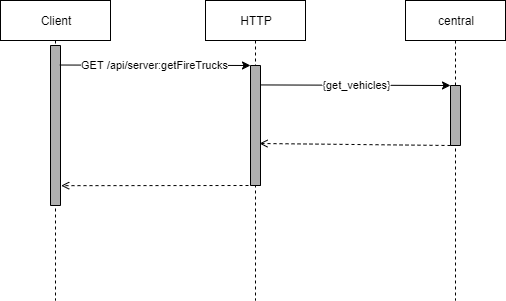 Client
HTTP
central
GET /api/server:getFireTrucks
{get_vehicles}